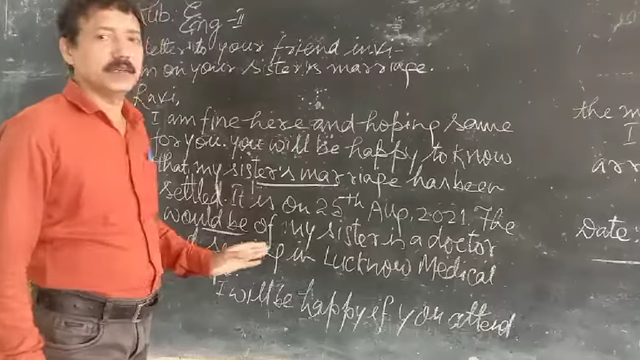 Sub: Eng-II
letter to your friend invi-
on your sister's marriage.
Ravi,
I am fine here and hoping same
for you. you will be happy to know
that, my sister's marriage has been
settled. It is on 25th Aug, 2021. The
would be of my sister is a doctor
in Lucknow Medical
I will be happy if you attend
the m
I
arr
Date: